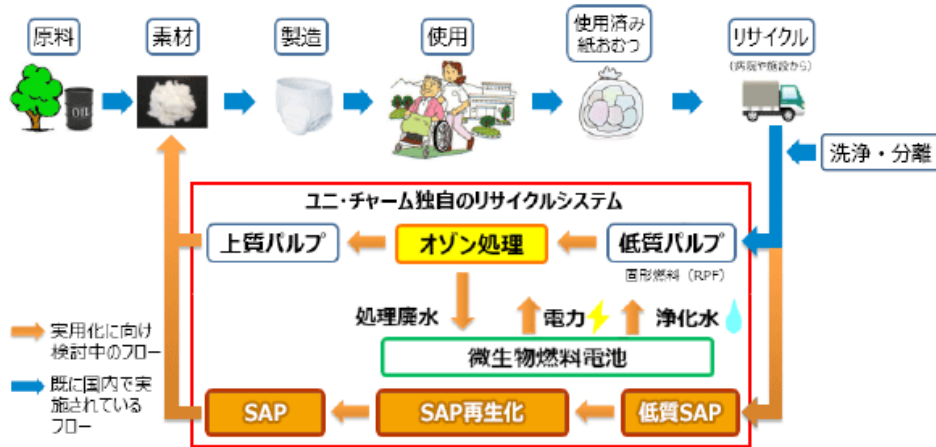 原料
素材
製造
使用
使用済み
紙おむつ
リサイクル
(病院や施設から)
OIL
洗浄・分離
ユニ・チャーム独自のリサイクルシステム
上質パルプ
オゾン処理
低質パルプ
固形燃料（RPF）
処理廃水
電力
浄化水
微生物燃料電池
実用化に向け
検討中のフロー
既に国内で実
施されている
フロー
SAP
SAP再生化
低質SAP